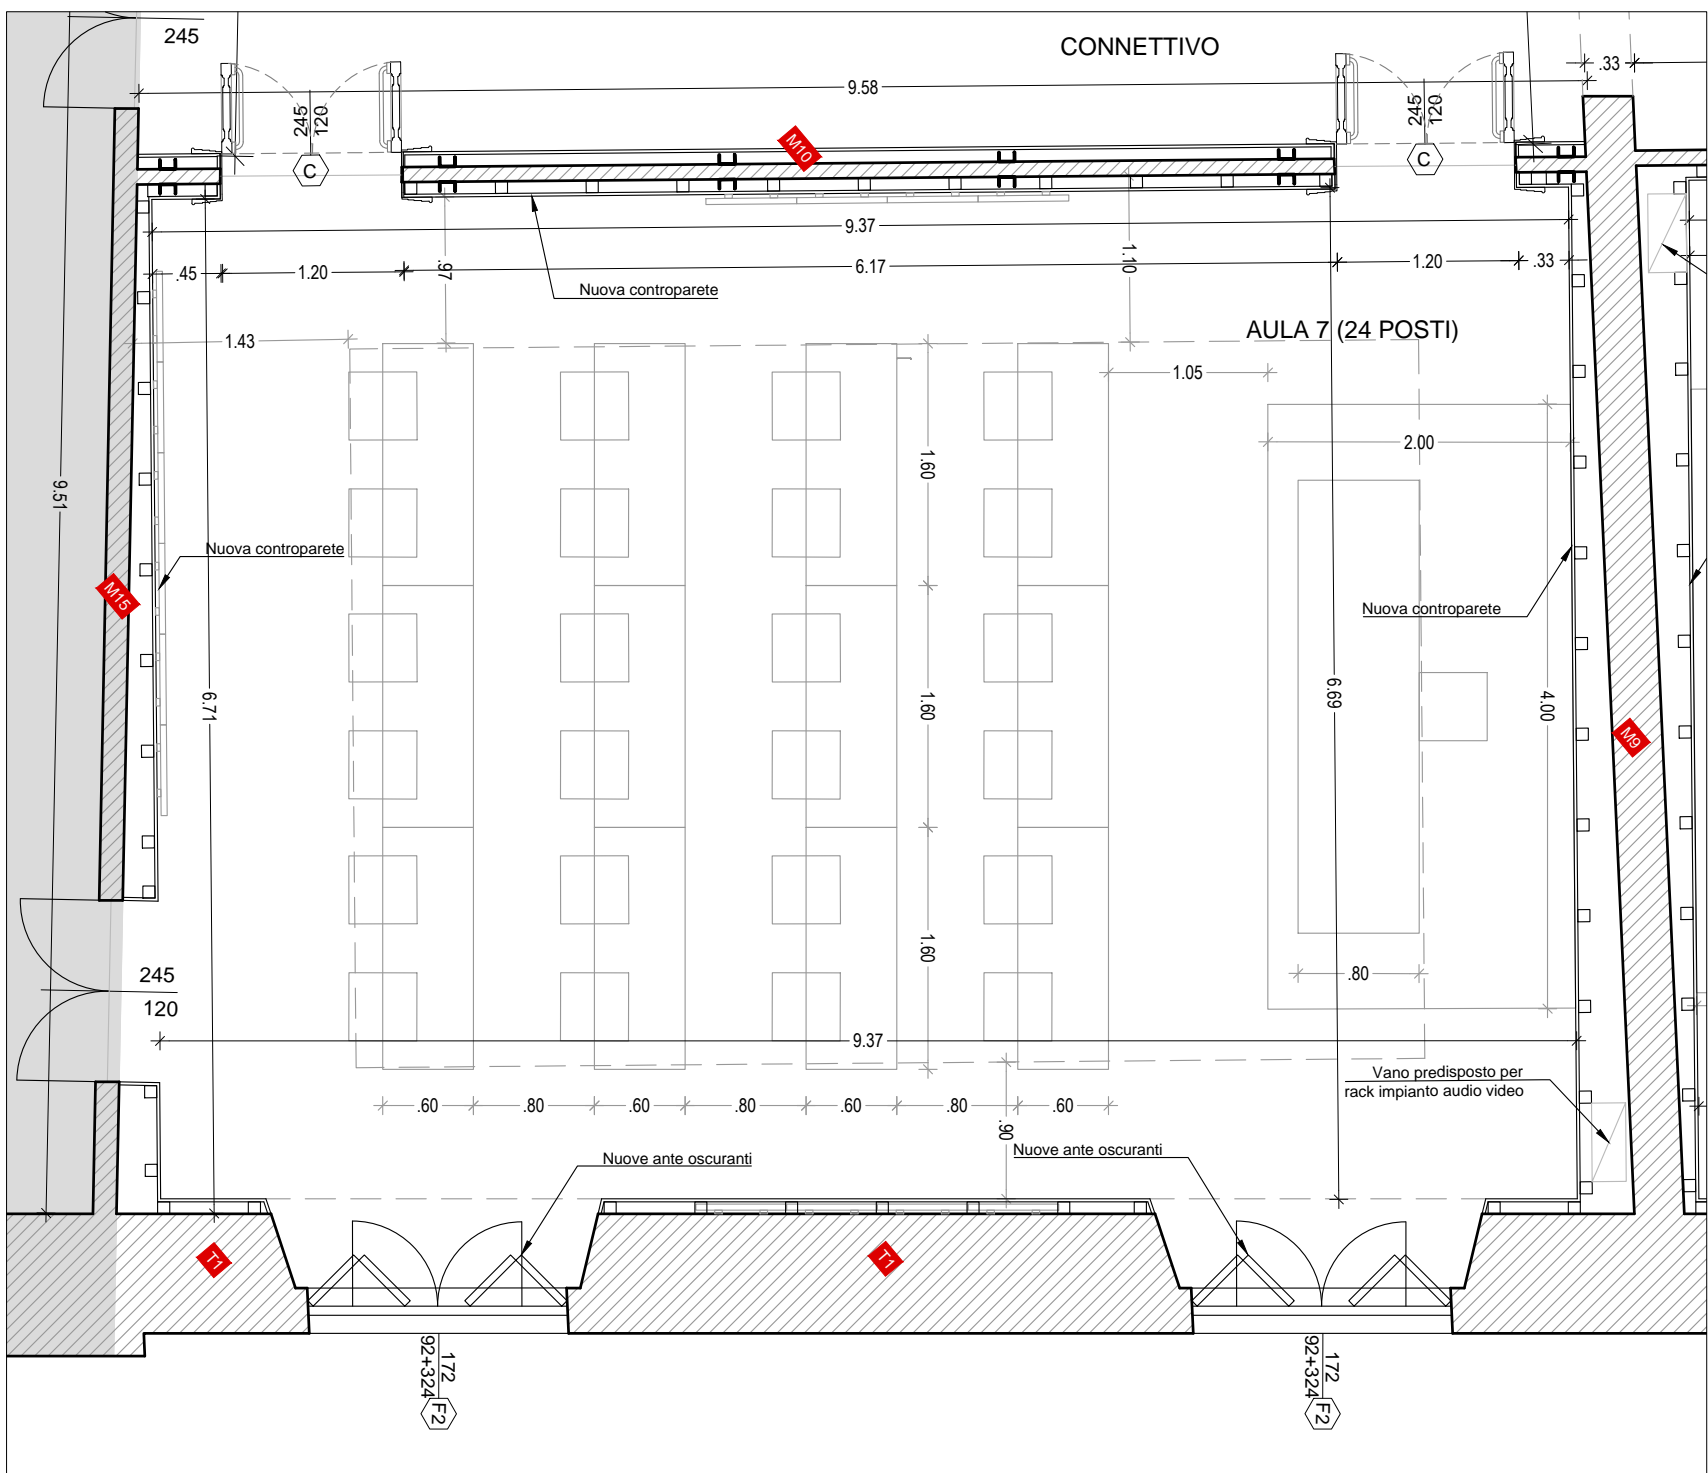 245
CONNETTIVO
.33
9.58
245
120
245
120
M10
C
C
9.37
.45
1.20
.97
6.17
1.10
1.20
.33
Nuova controparete
1.43
AULA 7 (24 POSTI)
1.05
2.00
1.60
9.51
Nuova controparete
M15
Nuova controparete
6.71
1.60
6.69
4.00
M9
1.60
245
120
.80
9.37
Vano predisposto per
rack impianto audio video
.60
.80
.60
.80
.60
.80
.60
.90
Nuove ante oscuranti
Nuove ante oscuranti
T1
T1
172
92+324
F2
172
92+324
F2